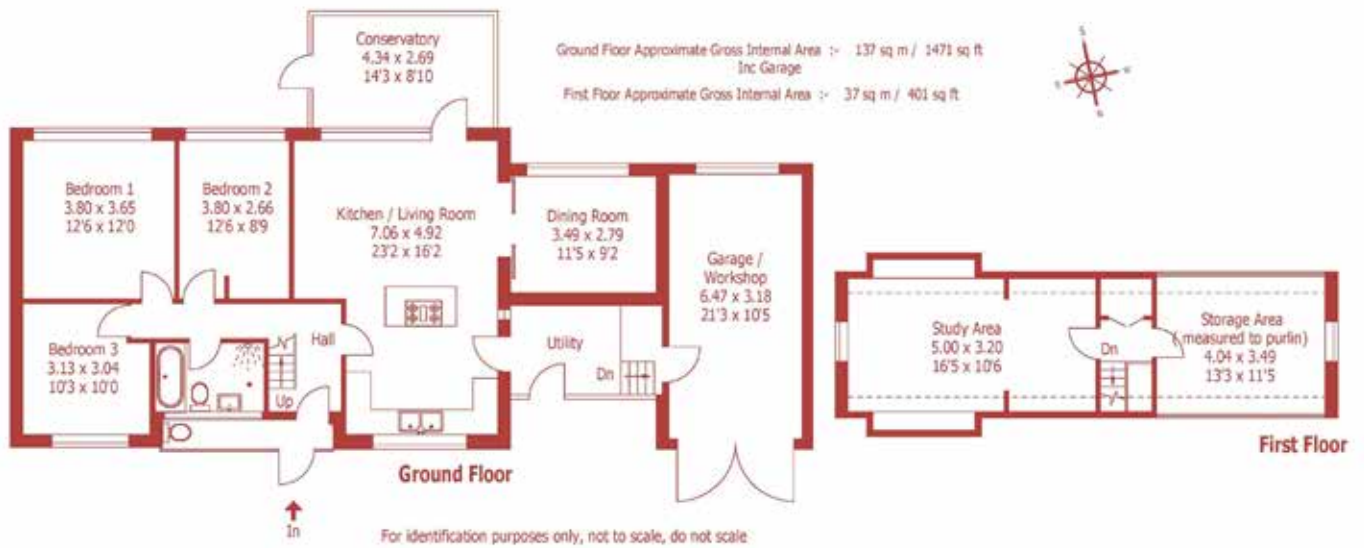 Conservatory
4.34 x 2.69
14'3 x 8'10
Ground Floor Approximate Gross Internal Area :- 137 sq m / 1471 sq ft
Inc Garage
First Floor Approximate Gross Internal Area :- 37 sq m / 401 sq ft
Bedroom 1
3.80 x 3.65
12'6 x 12'0
Bedroom 2
3.80 x 2.66
12'6 x 8'9
Kitchen / Living Room
7.06 x 4.92
23'2 x 16'2
Dining Room
3.49 x 2.79
11'5 x 9'2
Garage /
Workshop
6.47 x 3.18
21'3 x 10'5
Bedroom 3
3.13 x 3.04
10'3 x 10'0
Hall
Up
Utility
Dn
Study Area
5.00 x 3.20
16'5 x 10'6
Dn
Storage Area
( measured to purlin)
4.04 x 3.49
13'3 x 11'5
First Floor
Ground Floor
In
For identification purposes only, not to scale, do not scale